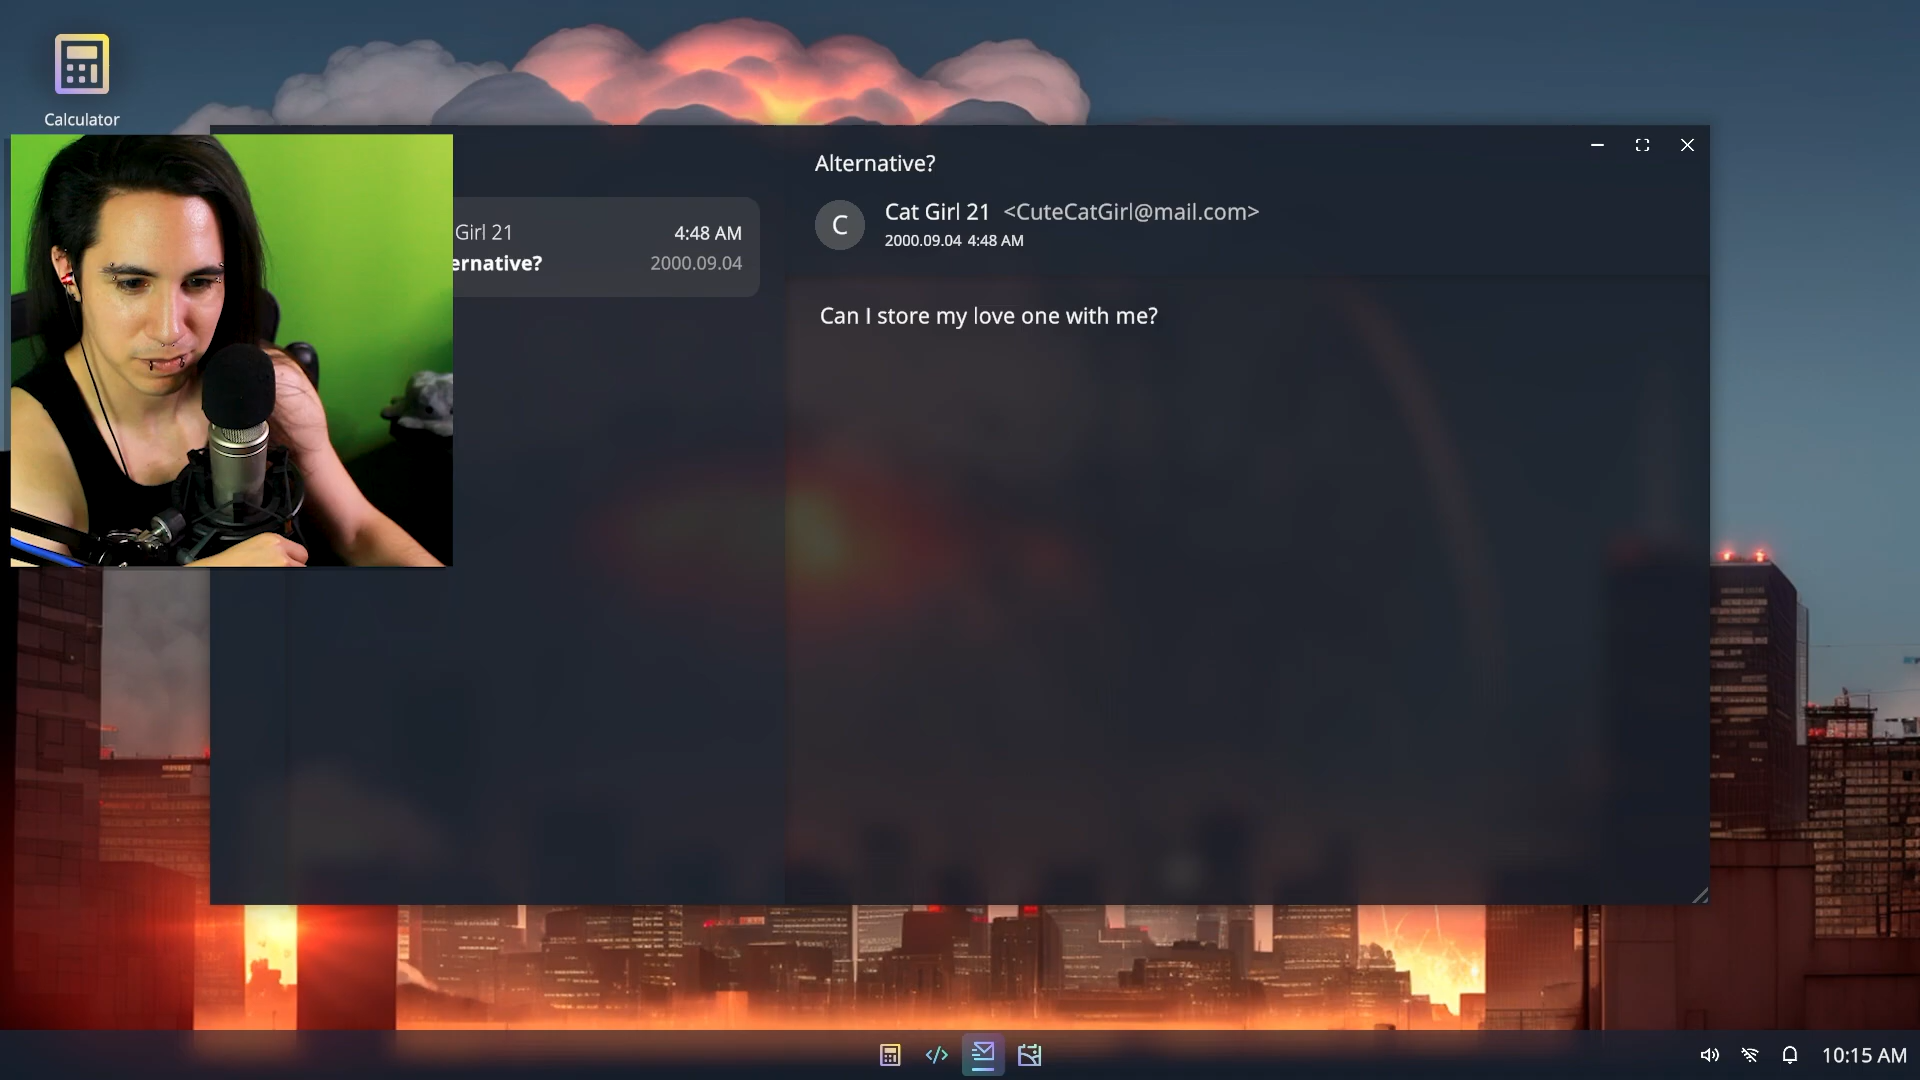 Calculator
Girl 21
4:48 AM
ernative?
2000.09.04
Alternative?
C
Cat Girl 21 <CuteCatGirl@mail.com>
2000.09.04 4:48 AM
Can I store my love one with me?
10:15 AM